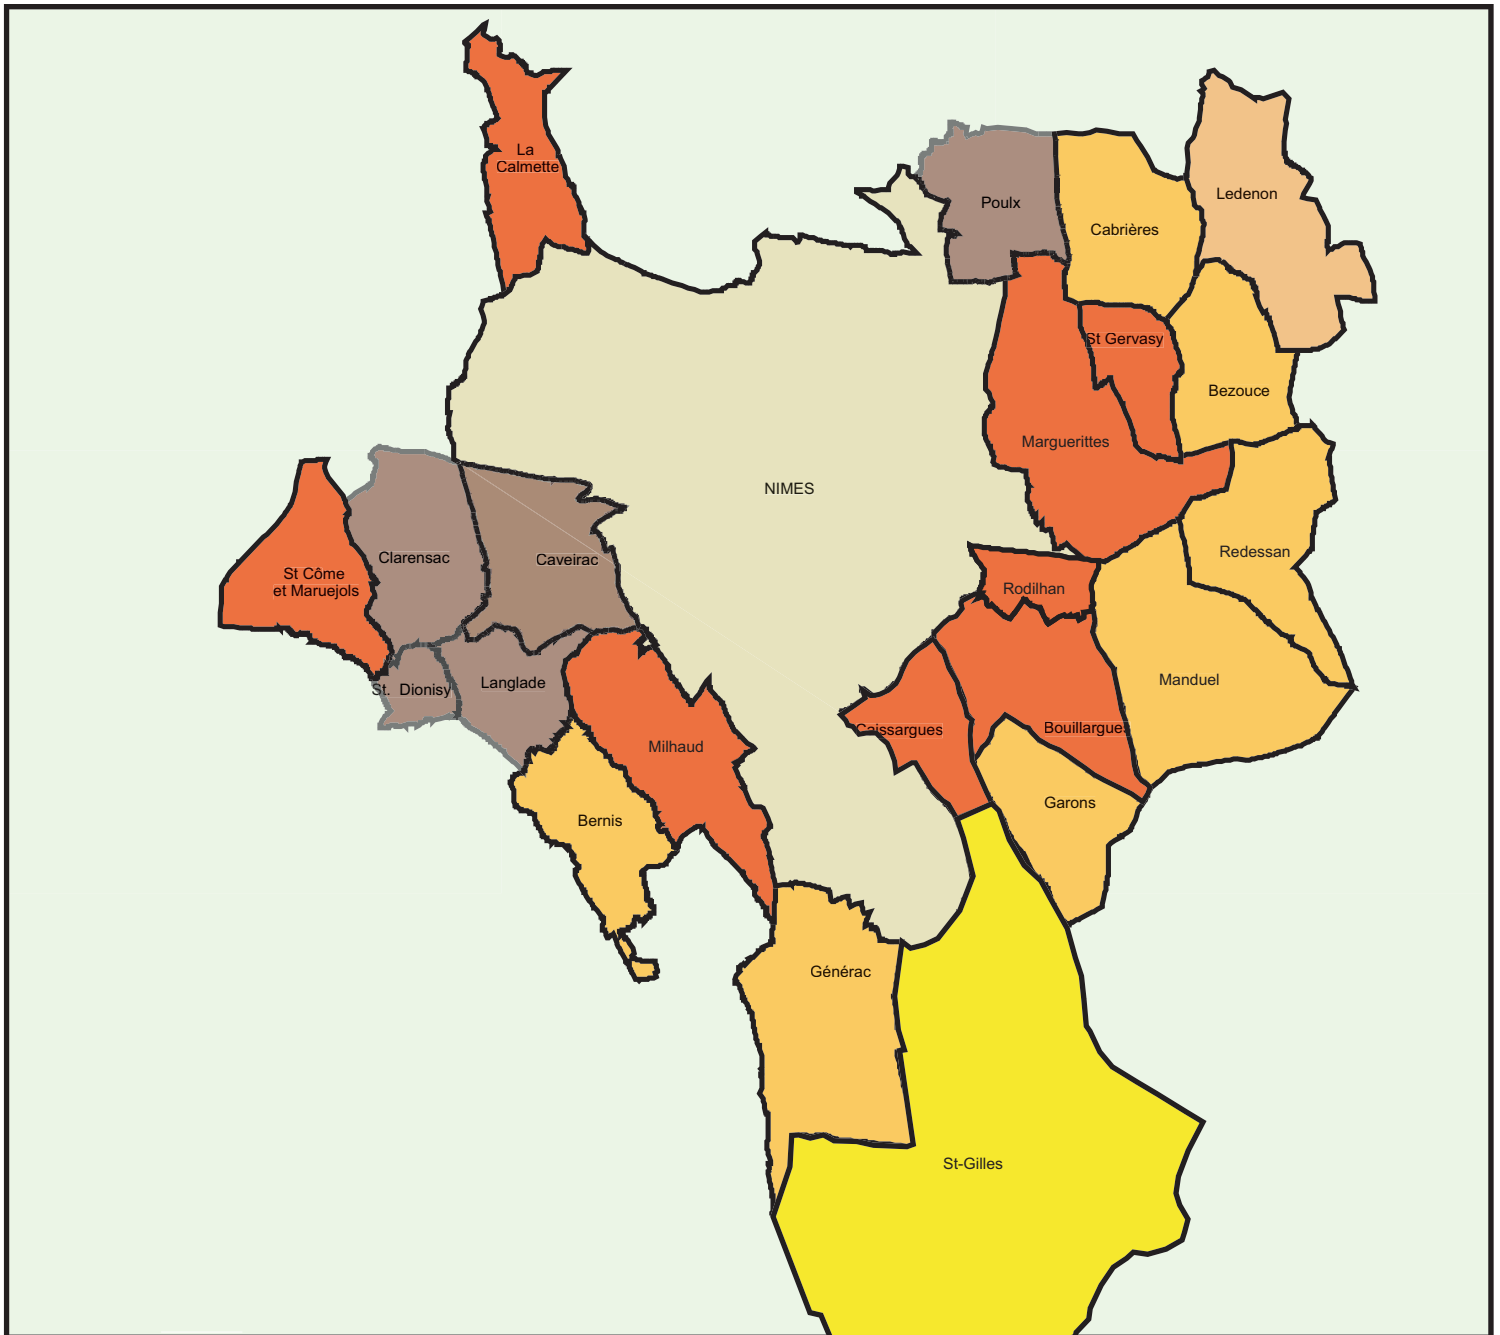 La
Calmette
Poulx
Ledenon
Cabrières
St Gervasy
Bezouce
Marguerittes
NIMES
Redessan
Clarensac
Caveirac
St Côme
et Maruejols
Rodilhan
Manduel
St. Dionisy
Langlade
Caissargues
Bouillargues
Milhaud
Garons
Bernis
Générac
St-Gilles